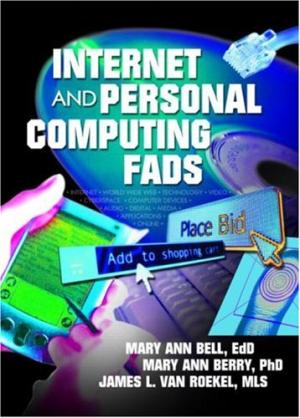 INTERNET
AND PERSONAL
COMPUTING
FADS
• INTERNET • WORLD WIDE WEB • TECHNOLOGY • VIDEO •
• CYBERSPACE • COMPUTER DEVICES •
• AUDIO • DIGITAL • MEDIA •
• APPLICATIONS •
• ONLINE •
Place Bid
Add to shopping cart
MARY ANN BELL, EdD
MARY ANN BERRY, PhD
JAMES L. VAN ROEKEL, MLS